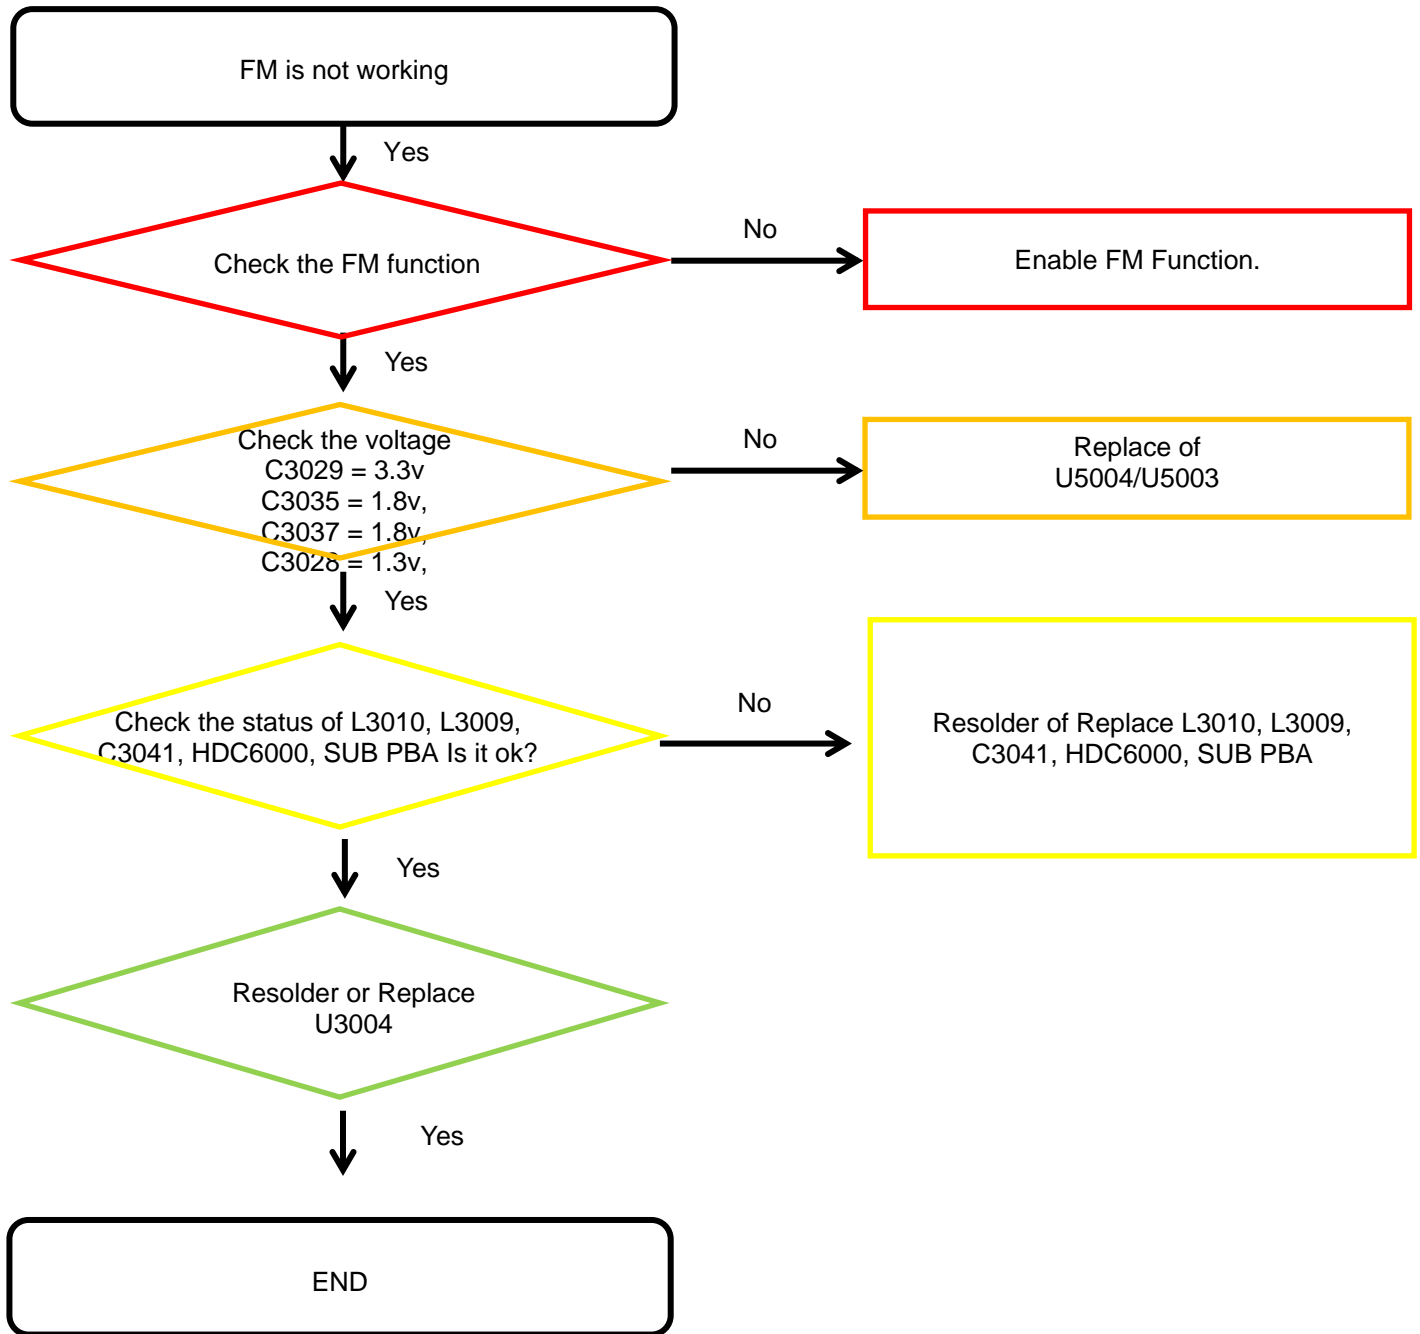 FM is not working
Yes
Check the FM function
No
Enable FM Function.
Yes
Check the voltage
C3029 = 3.3v
C3035 = 1.8v,
C3037 = 1.8v,
C3028 = 1.3v,
No
Replace of
U5004/U5003
Yes
Check the status of L3010, L3009,
C3041, HDC6000, SUB PBA Is it ok?
No
Resolder of Replace L3010, L3009,
C3041, HDC6000, SUB PBA
Yes
Resolder or Replace
U3004
Yes
END